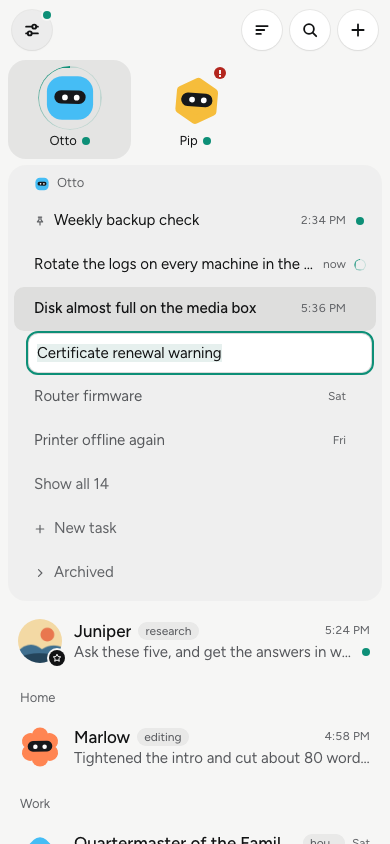 Otto
Pip
Otto
Weekly backup check 2:34 PM
Rotate the logs on every machine in the ... now
Disk almost full on the media box 5:36 PM
Certificate renewal warning
Router firmware Sat
Printer offline again Fri
Show all 14
New task
Archived
Juniper research 5:24 PM
Ask these five, and get the answers in w...
Home
Marlow editing 4:58 PM
Tightened the intro and cut about 80 word...
Work
Quartermaster of the Famil... hou... Sat